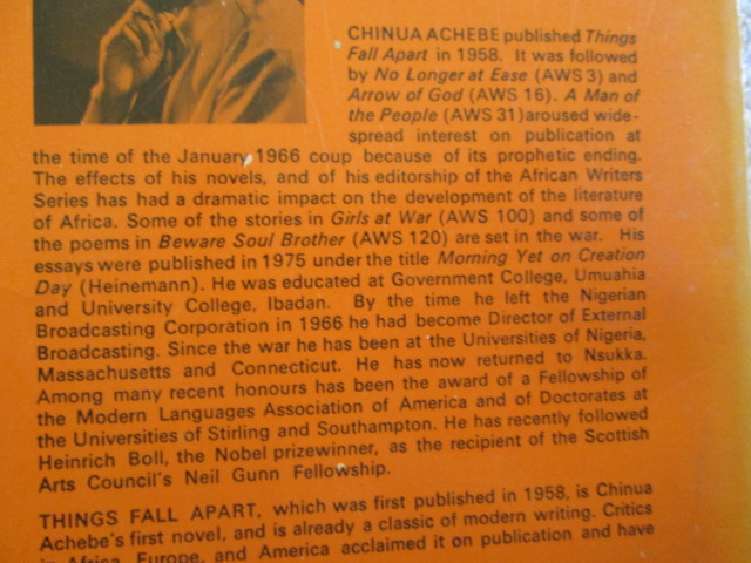 CHINUA ACHEBE published Things
Fall Apart in 1958. It was followed
by No Longer at Ease (AWS 3) and
Arrow of God (AWS 16). A Man of
the People (AWS 31) aroused wide-
spread interest on publication at
the time of the January 1966 coup because of its prophetic ending.
The effects of his novels, and of his editorship of the African Writers
Series has had a dramatic impact on the development of the literature
of Africa. Some of the stories in Girls at War (AWS 100) and some of
the poems in Beware Soul Brother (AWS 120) are set in the war. His
essays were published in 1975 under the title Morning Yet on Creation
Day (Heinemann). He was educated at Government College, Umuahia
and University College, Ibadan. By the time he left the Nigerian
Broadcasting Corporation in 1966 he had become Director of External
Broadcasting. Since the war he has been at the Universities of Nigeria,
Massachusetts and Connecticut. He has now returned to Nsukka.
Among many recent honours has been the award of a Fellowship of
the Modern Languages Association of America and of Doctorates at
the Universities of Stirling and Southampton. He has recently followed
Heinrich Boll, the Nobel prizewinner, as the recipient of the Scottish
Arts Council's Neil Gunn Fellowship.
THINGS FALL APART, which was first published in 1958, is Chinua
Achebe's first novel, and is already a classic of modern writing. Critics
in Africa, Europe, and America acclaimed it on publication and have